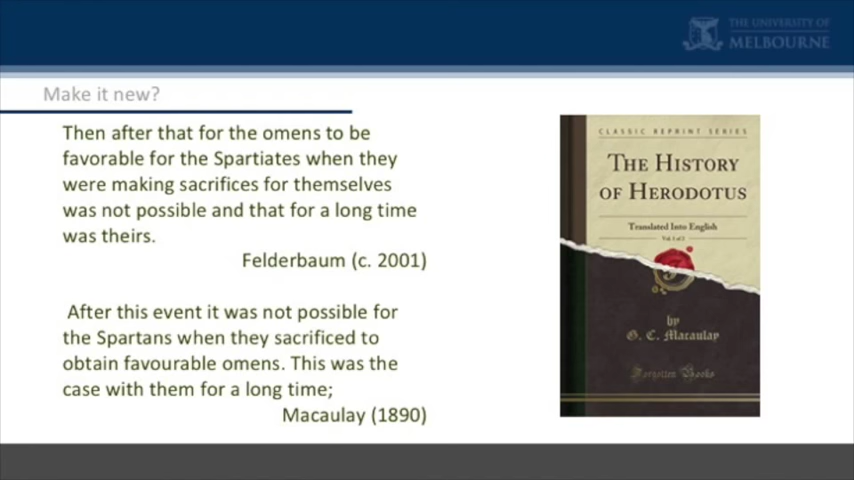 THE UNIVERSITY OF
MELBOURNE
Make it new?
Then after that for the omens to be
favorable for the Spartiates when they
were making sacrifices for themselves
was not possible and that for a long time
was theirs.
Felderbaum (c. 2001)
After this event it was not possible for
the Spartans when they sacrificed to
obtain favourable omens. This was the
case with them for a long time;
Macaulay (1890)
CLASSIC REPRINT SERIES
THE HISTORY
OF HERODOTUS
Translated Into English
Vol. 1 of 2
by
G. C. Macaulay
Forgotten Books